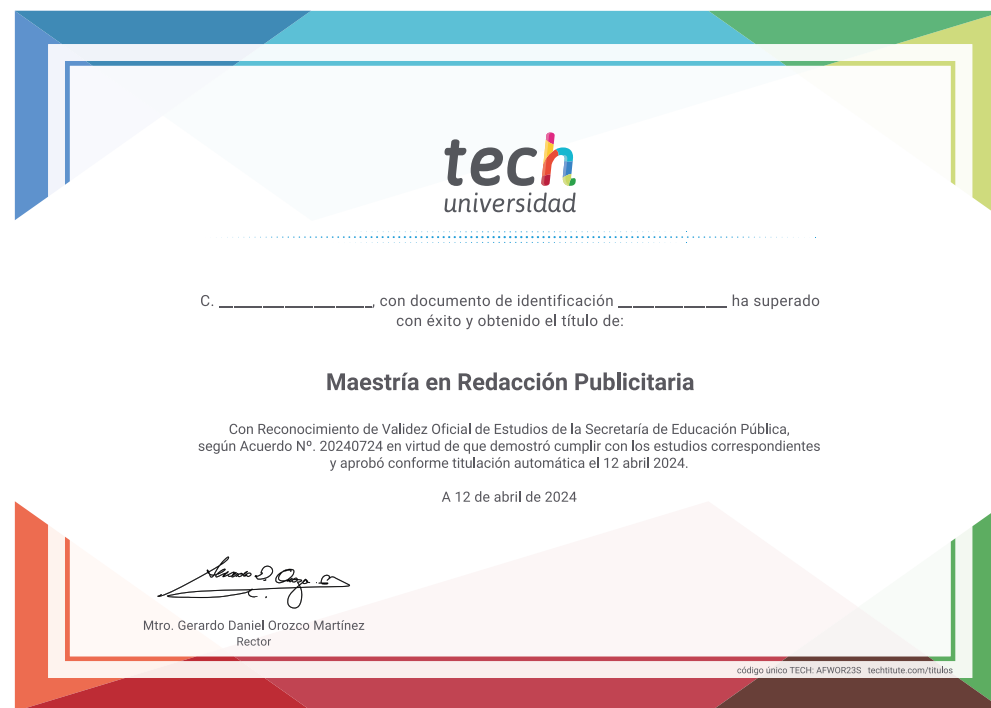 tech
universidad
C. ____________________, con documento de identificación ______________ ha superado
con éxito y obtenido el título de:
Maestría en Redacción Publicitaria
Con Reconocimiento de Validez Oficial de Estudios de la Secretaría de Educación Pública,
según Acuerdo Nº. 20240724 en virtud de que demostró cumplir con los estudios correspondientes
y aprobó conforme titulación automática el 12 abril 2024.
A 12 de abril de 2024
Mtro. Gerardo Daniel Orozco Martínez
Rector
código único TECH: AFWOR23S techtitute.com/titulos